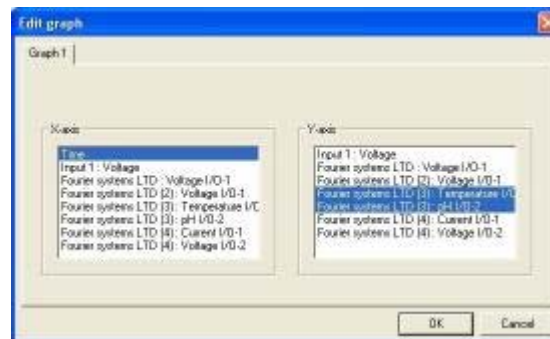 Edit graph
Graph 1
X-axis
Time
Input 1 : Voltage
Fourier systems LTD : Voltage I/O-1
Fourier systems LTD (2): Voltage I/O-1
Fourier systems LTD (3): Temperature I/C
Fourier systems LTD (3): pH I/O-2
Fourier systems LTD (4): Current I/O-1
Fourier systems LTD (4): Voltage I/O-2
Y-axis
Input 1 : Voltage
Fourier systems LTD : Voltage I/O-1
Fourier systems LTD (2): Voltage I/O-1
Fourier systems LTD (3): Temperature I/C
Fourier systems LTD (3): pH I/O-2
Fourier systems LTD (4): Current I/O-1
Fourier systems LTD (4): Voltage I/O-2
OK
Cancel